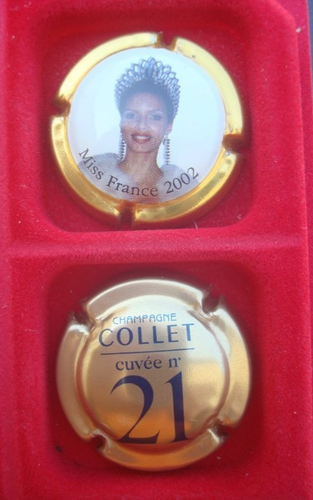 Miss France 2002
CHAMPAGNE
COLLET
cuvée n°
21